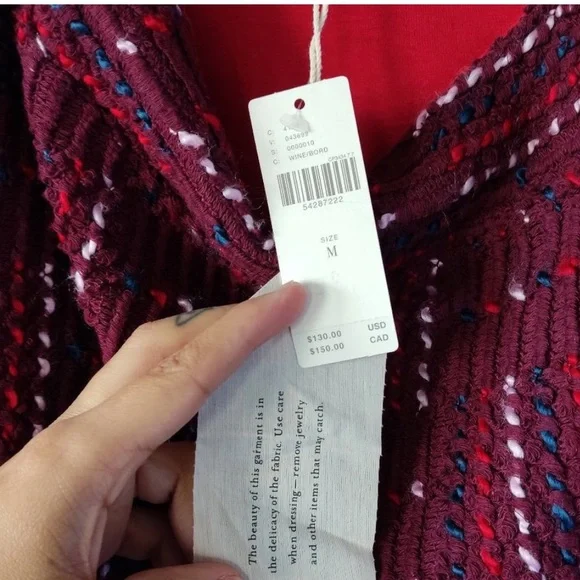 0000010
WINE/BORD
54287222
SIZE
M
$130.00 USD
$150.00 CAD
The beauty of this garment is in
the delicacy of the fabric. Use care
when dressing—remove jewelry
and other items that may catch.